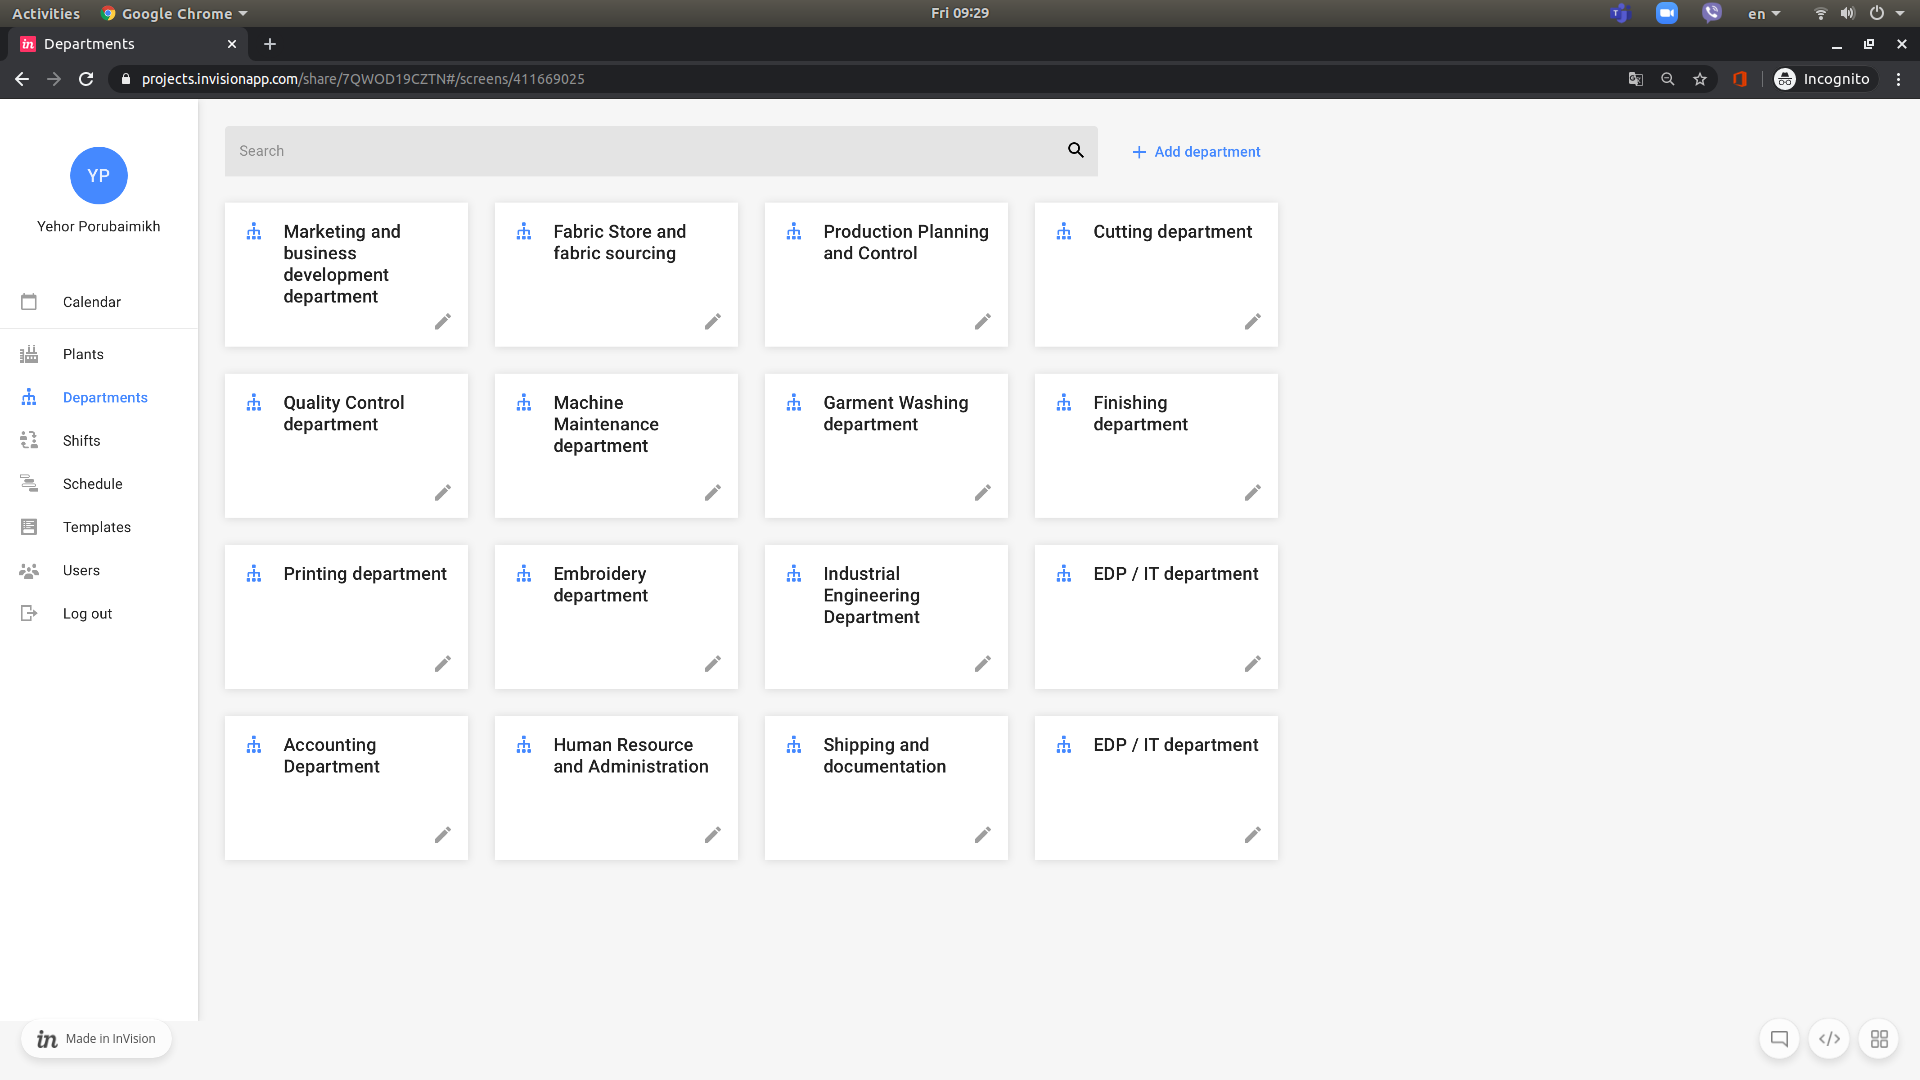 Activities
Google Chrome
Fri 09:29
en
in Departments
projects.invisionapp.com/share/7QWOD19CZTN#/screens/411669025
Incognito
YP
Yehor Porubaimikh
Calendar
Plants
Departments
Shifts
Schedule
Templates
Users
Log out
Search
Add department
Marketing and
business
development
department
Fabric Store and
fabric sourcing
Production Planning
and Control
Cutting department
Quality Control
department
Machine
Maintenance
department
Garment Washing
department
Finishing
department
Printing department
Embroidery
department
Industrial
Engineering
Department
EDP / IT department
Accounting
Department
Human Resource
and Administration
Shipping and
documentation
EDP / IT department
in Made in InVision